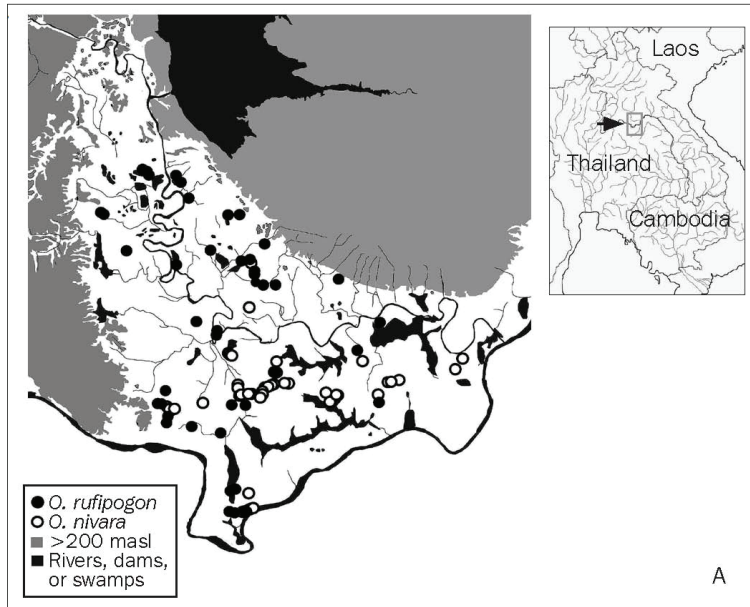 Laos
Thailand
Cambodia
O. rufipogon
O. nivara
>200 masl
Rivers, dams,
or swamps
A